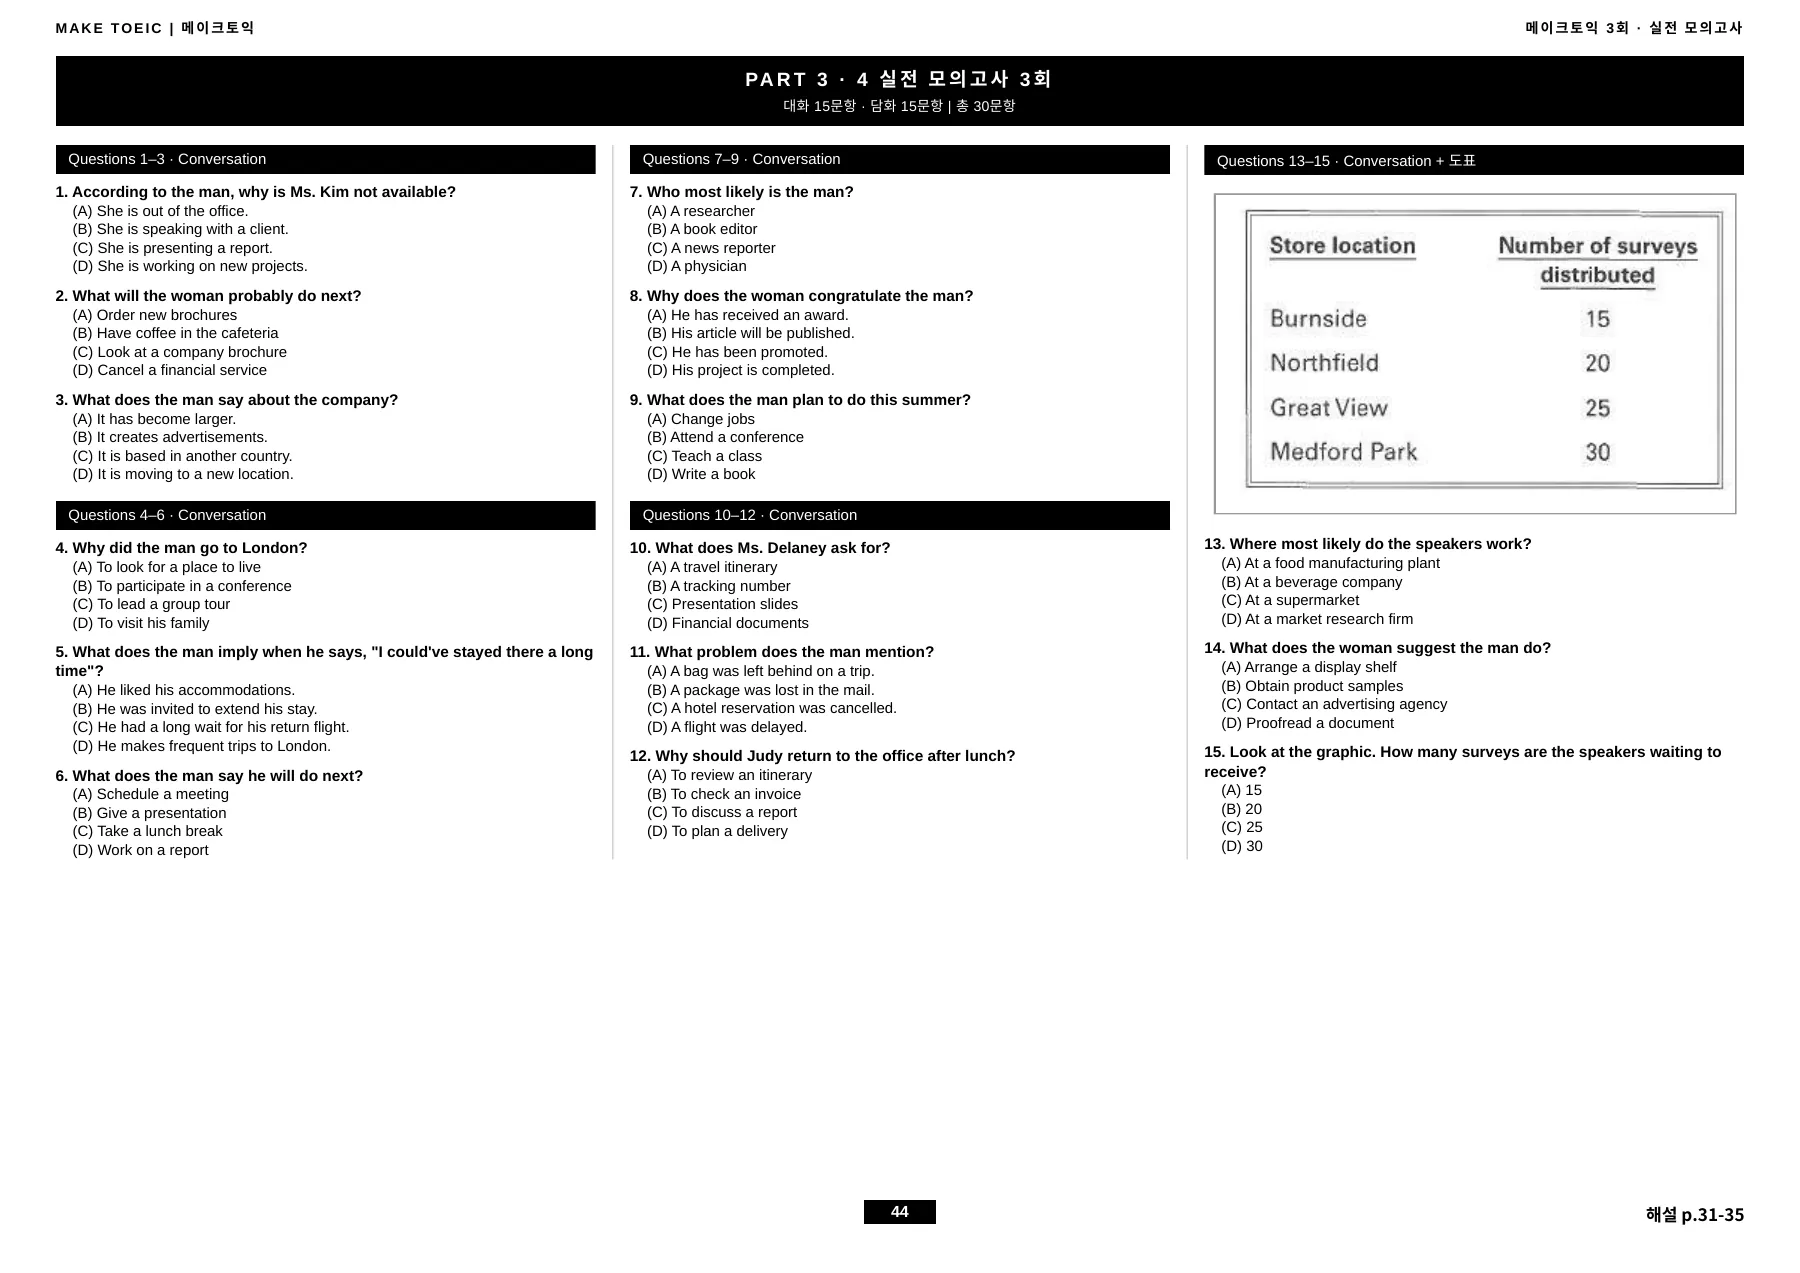 MAKE TOEIC | 메이크토익
메이크토익 3회 · 실전 모의고사
PART 3 · 4 실전 모의고사 3회
대화 15문항 · 담화 15문항 | 총 30문항
Questions 1–3 · Conversation
1. According to the man, why is Ms. Kim not available?
(A) She is out of the office.
(B) She is speaking with a client.
(C) She is presenting a report.
(D) She is working on new projects.
2. What will the woman probably do next?
(A) Order new brochures
(B) Have coffee in the cafeteria
(C) Look at a company brochure
(D) Cancel a financial service
3. What does the man say about the company?
(A) It has become larger.
(B) It creates advertisements.
(C) It is based in another country.
(D) It is moving to a new location.
Questions 4–6 · Conversation
4. Why did the man go to London?
(A) To look for a place to live
(B) To participate in a conference
(C) To lead a group tour
(D) To visit his family
5. What does the man imply when he says, "I could've stayed there a long
time"?
(A) He liked his accommodations.
(B) He was invited to extend his stay.
(C) He had a long wait for his return flight.
(D) He makes frequent trips to London.
6. What does the man say he will do next?
(A) Schedule a meeting
(B) Give a presentation
(C) Take a lunch break
(D) Work on a report
Questions 7–9 · Conversation
7. Who most likely is the man?
(A) A researcher
(B) A book editor
(C) A news reporter
(D) A physician
8. Why does the woman congratulate the man?
(A) He has received an award.
(B) His article will be published.
(C) He has been promoted.
(D) His project is completed.
9. What does the man plan to do this summer?
(A) Change jobs
(B) Attend a conference
(C) Teach a class
(D) Write a book
Questions 10–12 · Conversation
10. What does Ms. Delaney ask for?
(A) A travel itinerary
(B) A tracking number
(C) Presentation slides
(D) Financial documents
11. What problem does the man mention?
(A) A bag was left behind on a trip.
(B) A package was lost in the mail.
(C) A hotel reservation was cancelled.
(D) A flight was delayed.
12. Why should Judy return to the office after lunch?
(A) To review an itinerary
(B) To check an invoice
(C) To discuss a report
(D) To plan a delivery
Questions 13–15 · Conversation + 도표
Store location Number of surveys
distributed
Burnside 15
Northfield 20
Great View 25
Medford Park 30
13. Where most likely do the speakers work?
(A) At a food manufacturing plant
(B) At a beverage company
(C) At a supermarket
(D) At a market research firm
14. What does the woman suggest the man do?
(A) Arrange a display shelf
(B) Obtain product samples
(C) Contact an advertising agency
(D) Proofread a document
15. Look at the graphic. How many surveys are the speakers waiting to
receive?
(A) 15
(B) 20
(C) 25
(D) 30
44
해설 p.31-35